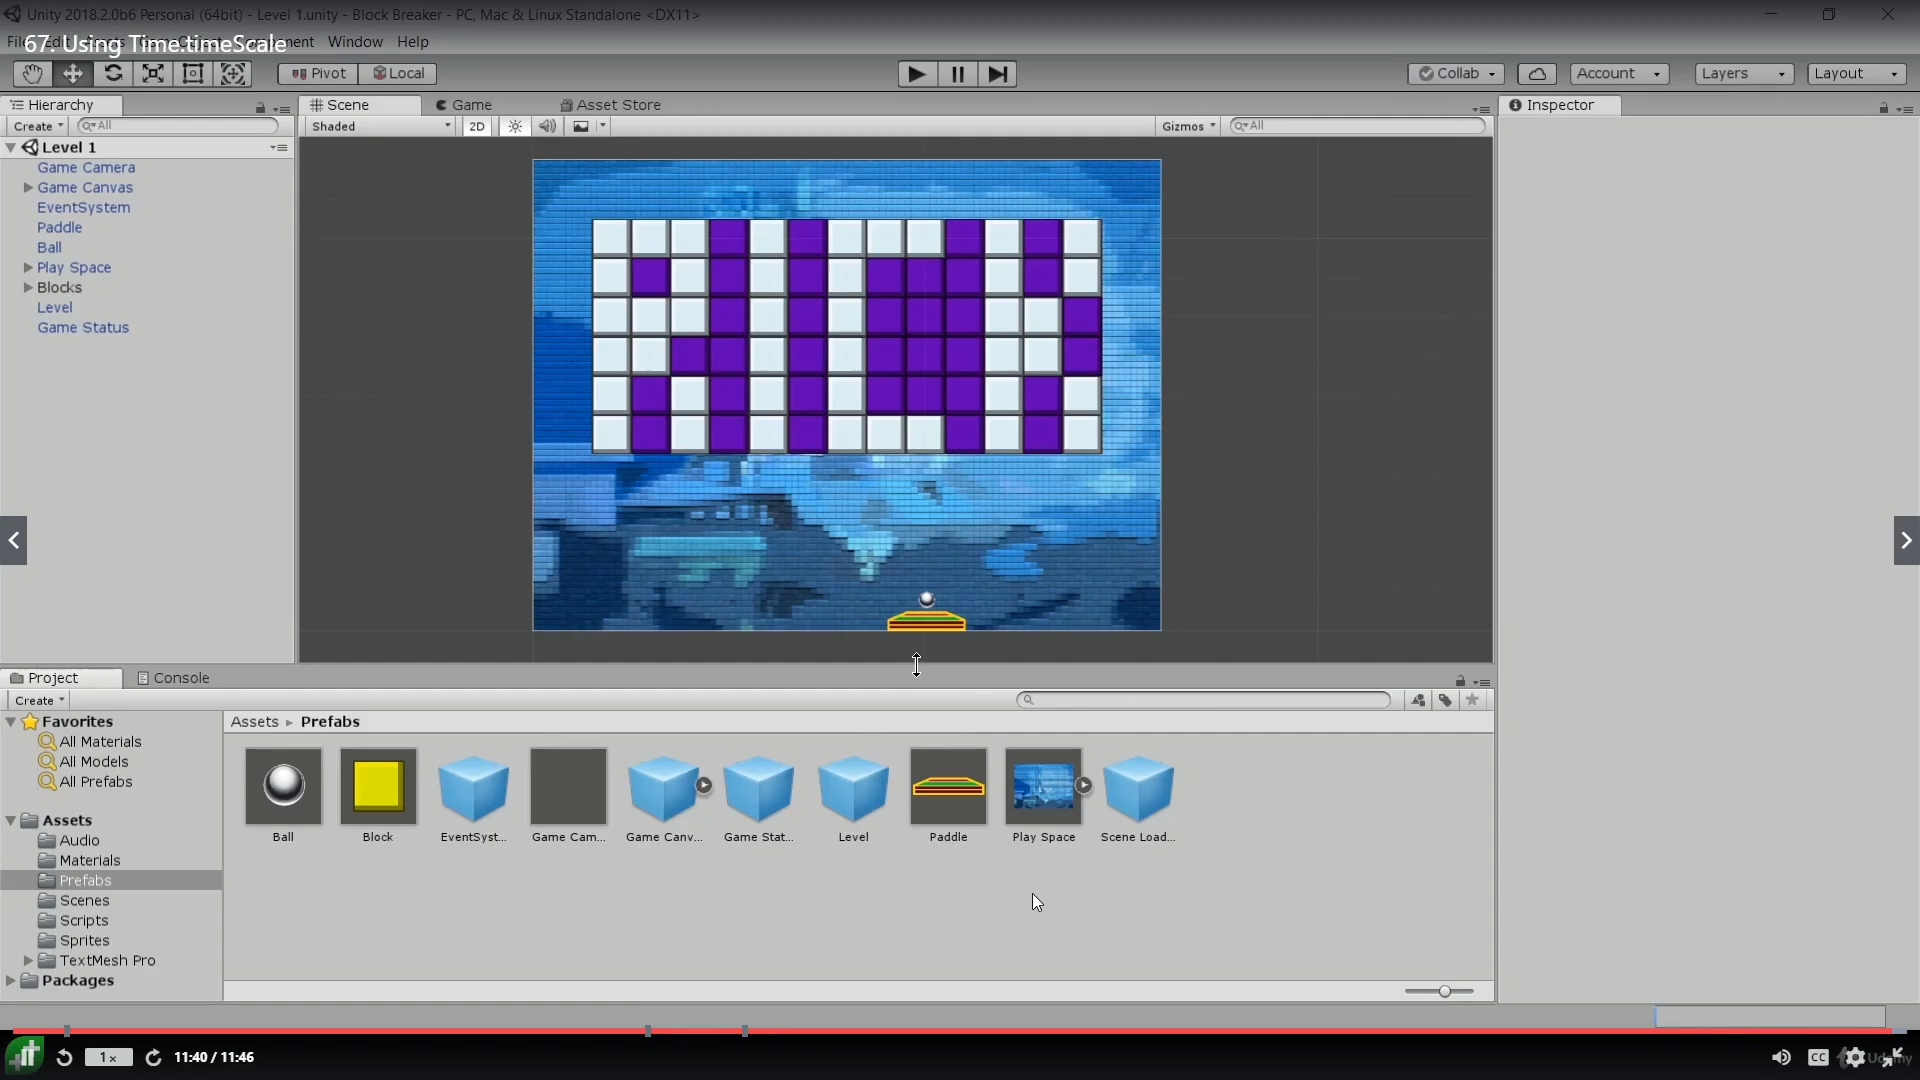 Unity 2018.2.0b6 Personal (64bit) - Level 1.unity - Block Breaker - PC, Mac & Linux Standalone <DX11>
67. Using Time.timeScale
Window Help
Pivot Local Collab Account Layers Layout
Hierarchy
Create All
Level 1
Game Camera
Game Canvas
EventSystem
Paddle
Ball
Play Space
Blocks
Level
Game Status
Scene Game Asset Store
Shaded 2D Gizmos All
Inspector
Project Console
Create
Favorites
All Materials
All Models
All Prefabs
Assets
Audio
Materials
Prefabs
Scenes
Scripts
Sprites
TextMesh Pro
Packages
Assets Prefabs
Ball Block EventSyst... Game Cam... Game Canv... Game Stat... Level Paddle Play Space Scene Load...
1x 11:40 / 11:46 CC